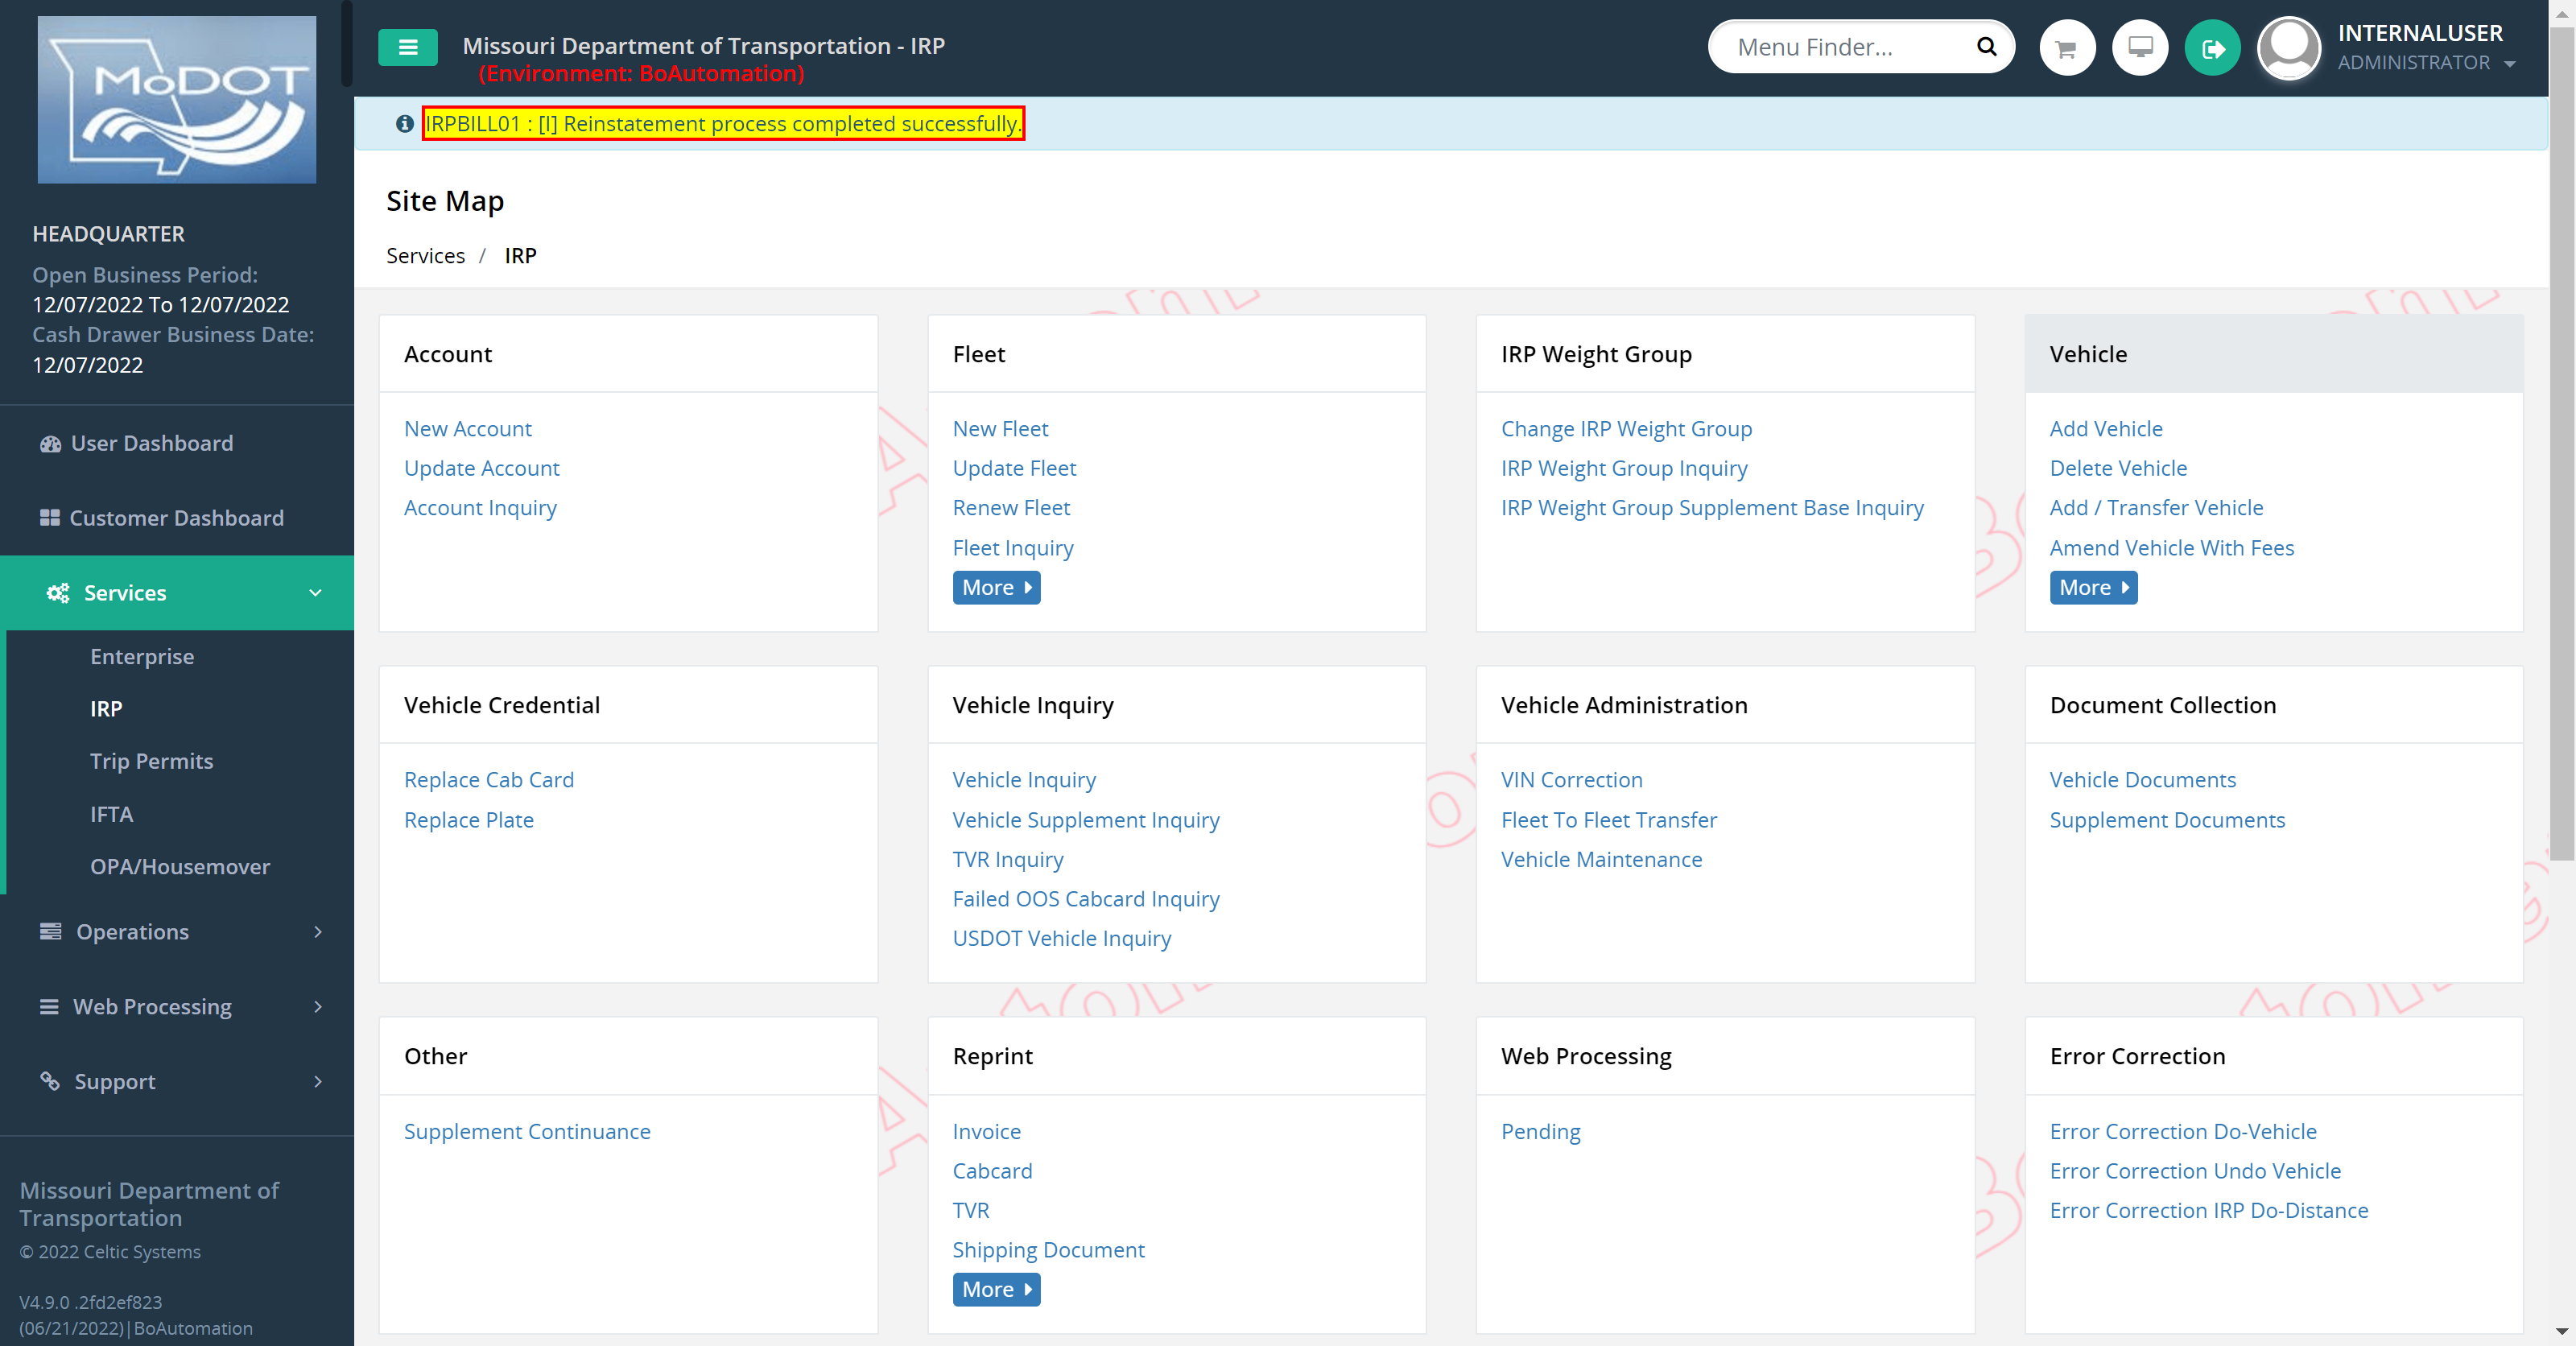 MoDOT
HEADQUARTER
Open Business Period:
12/07/2022 To 12/07/2022
Cash Drawer Business Date:
12/07/2022
User Dashboard
Customer Dashboard
Services
Enterprise
IRP
Trip Permits
IFTA
OPA/Housemover
Operations
Web Processing
Support
Missouri Department of
Transportation
© 2022 Celtic Systems
V4.9.0 .2fd2ef823
(06/21/2022)|BoAutomation
Missouri Department of Transportation - IRP
(Environment: BoAutomation)
Menu Finder...
INTERNALUSER
ADMINISTRATOR
IRPBILL01 : [I] Reinstatement process completed successfully.
Site Map
Services / IRP
Account
New Account
Update Account
Account Inquiry
Fleet
New Fleet
Update Fleet
Renew Fleet
Fleet Inquiry
More
IRP Weight Group
Change IRP Weight Group
IRP Weight Group Inquiry
IRP Weight Group Supplement Base Inquiry
Vehicle
Add Vehicle
Delete Vehicle
Add / Transfer Vehicle
Amend Vehicle With Fees
More
Vehicle Credential
Replace Cab Card
Replace Plate
Vehicle Inquiry
Vehicle Inquiry
Vehicle Supplement Inquiry
TVR Inquiry
Failed OOS Cabcard Inquiry
USDOT Vehicle Inquiry
Vehicle Administration
VIN Correction
Fleet To Fleet Transfer
Vehicle Maintenance
Document Collection
Vehicle Documents
Supplement Documents
Other
Supplement Continuance
Reprint
Invoice
Cabcard
TVR
Shipping Document
More
Web Processing
Pending
Error Correction
Error Correction Do-Vehicle
Error Correction Undo Vehicle
Error Correction IRP Do-Distance